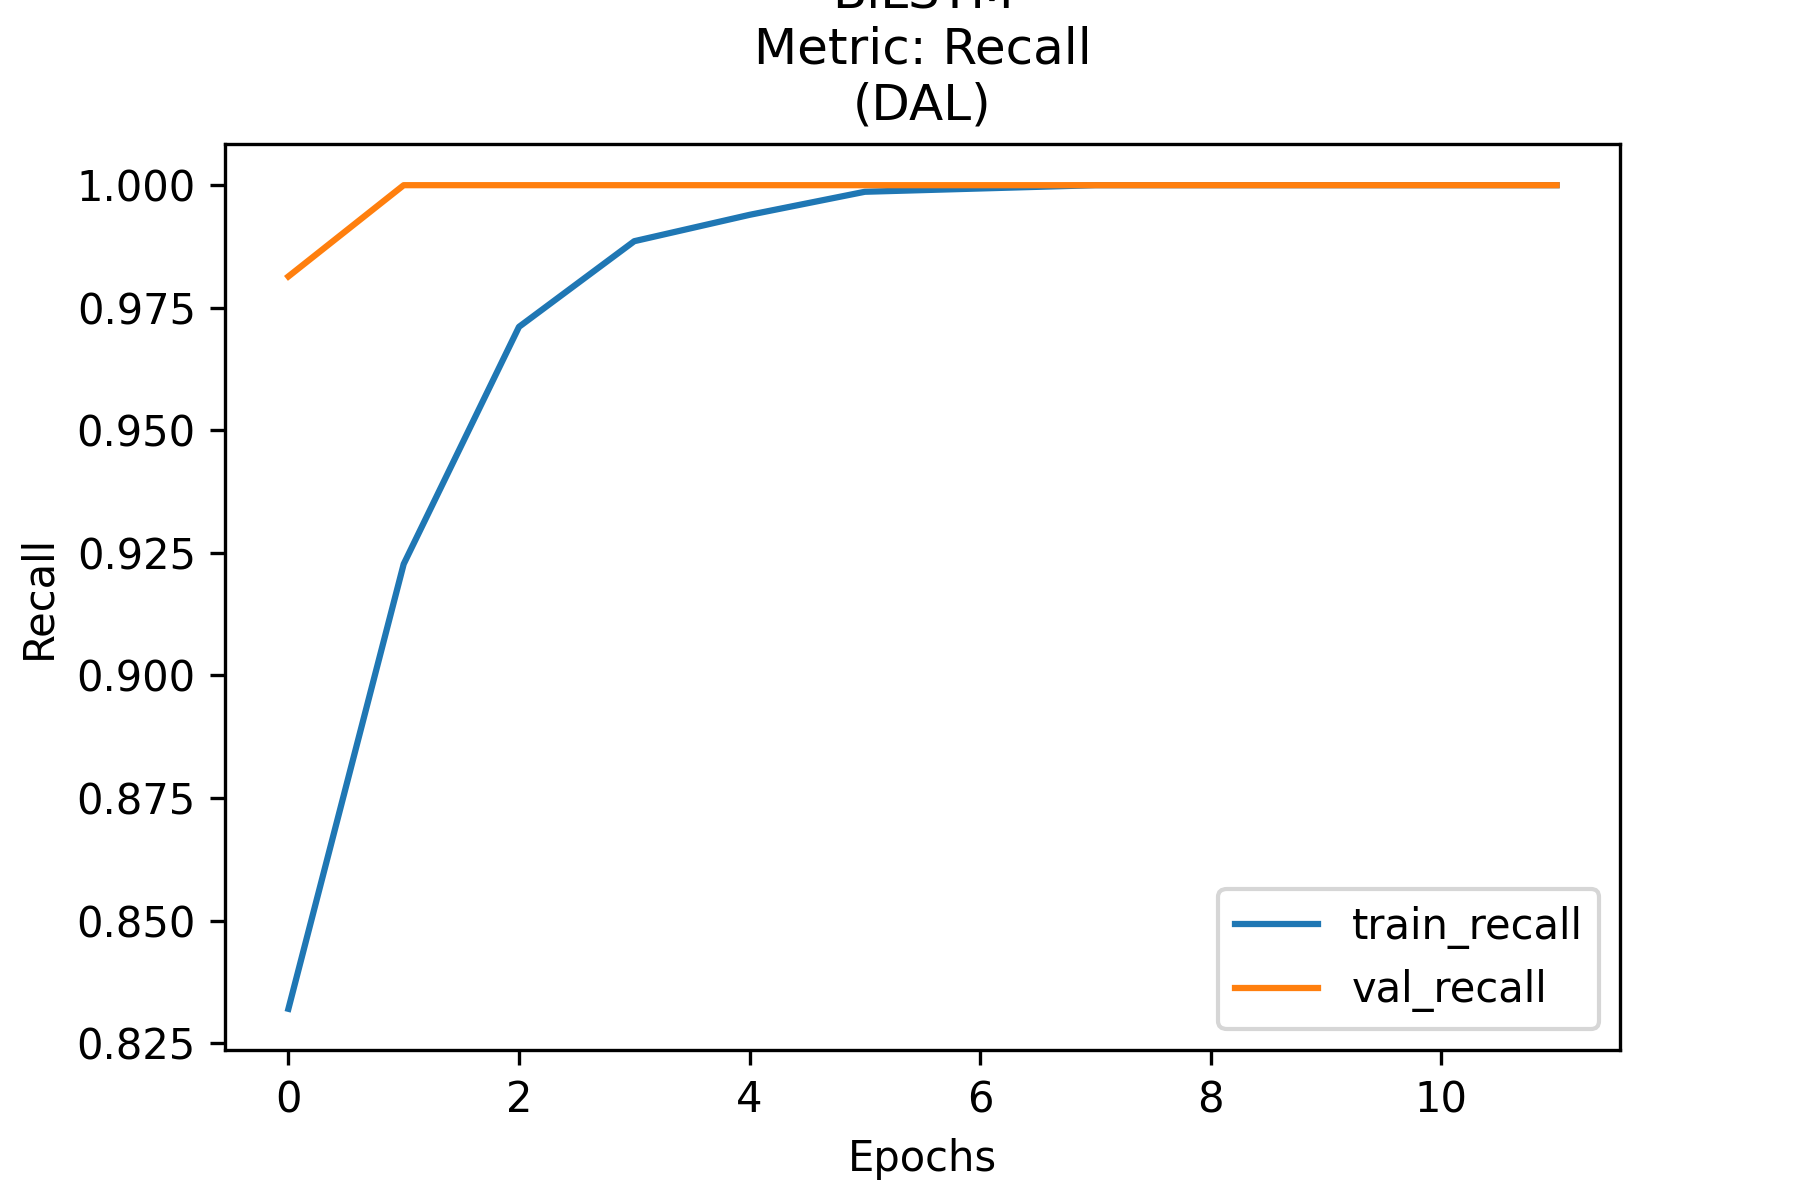 BiLSTM
Metric: Recall
(DAL)
1.000
0.975
0.950
0.925
0.900
0.875
0.850
0.825
Recall
train_recall
val_recall
0 2 4 6 8 10
Epochs